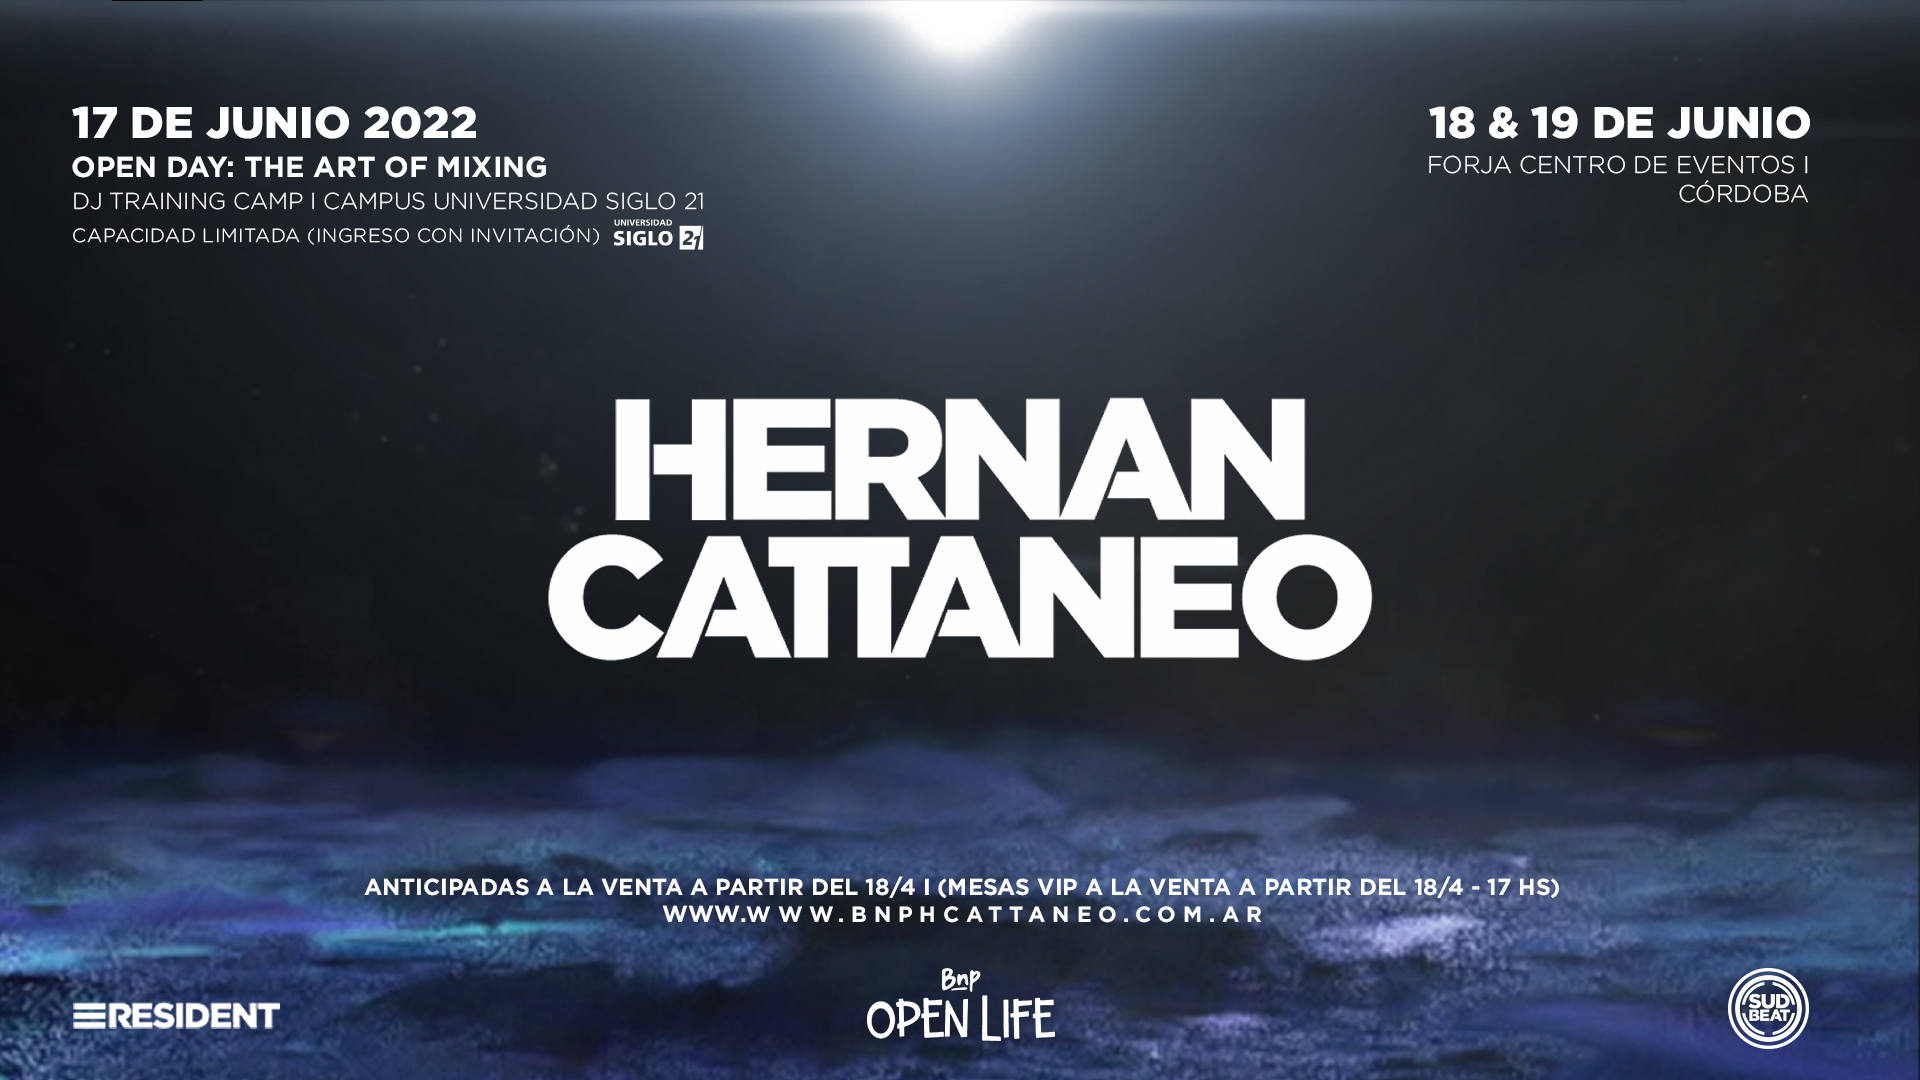 17 DE JUNIO 2022
OPEN DAY: THE ART OF MIXING
DJ TRAINING CAMP I CAMPUS UNIVERSIDAD SIGLO 21
CAPACIDAD LIMITADA (INGRESO CON INVITACIÓN)
UNIVERSIDAD
SIGLO 21
18 & 19 DE JUNIO
FORJA CENTRO DE EVENTOS I
CÓRDOBA
HERNAN
CATTANEO
ANTICIPADAS A LA VENTA A PARTIR DEL 18/4 I (MESAS VIP A LA VENTA A PARTIR DEL 18/4 - 17 HS)
WWW.WWW.BNPHCATTANEO.COM.AR
RESIDENT
Bnp
OPEN LIFE
SUD
BEAT